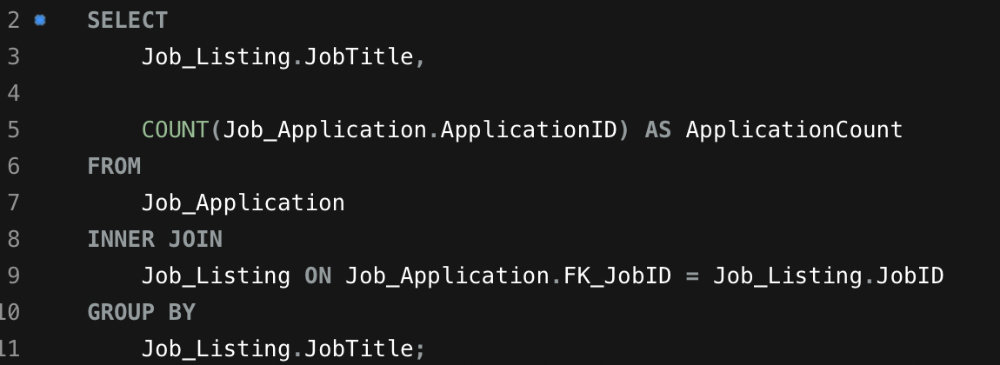 2 SELECT
3 Job_Listing.JobTitle,
4
5 COUNT(Job_Application.ApplicationID) AS ApplicationCount
6 FROM
7 Job_Application
8 INNER JOIN
9 Job_Listing ON Job_Application.FK_JobID = Job_Listing.JobID
10 GROUP BY
11 Job_Listing.JobTitle;